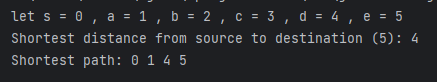 let s = 0 , a = 1 , b = 2 , c = 3 , d = 4 , e = 5
Shortest distance from source to destination (5): 4
Shortest path: 0 1 4 5